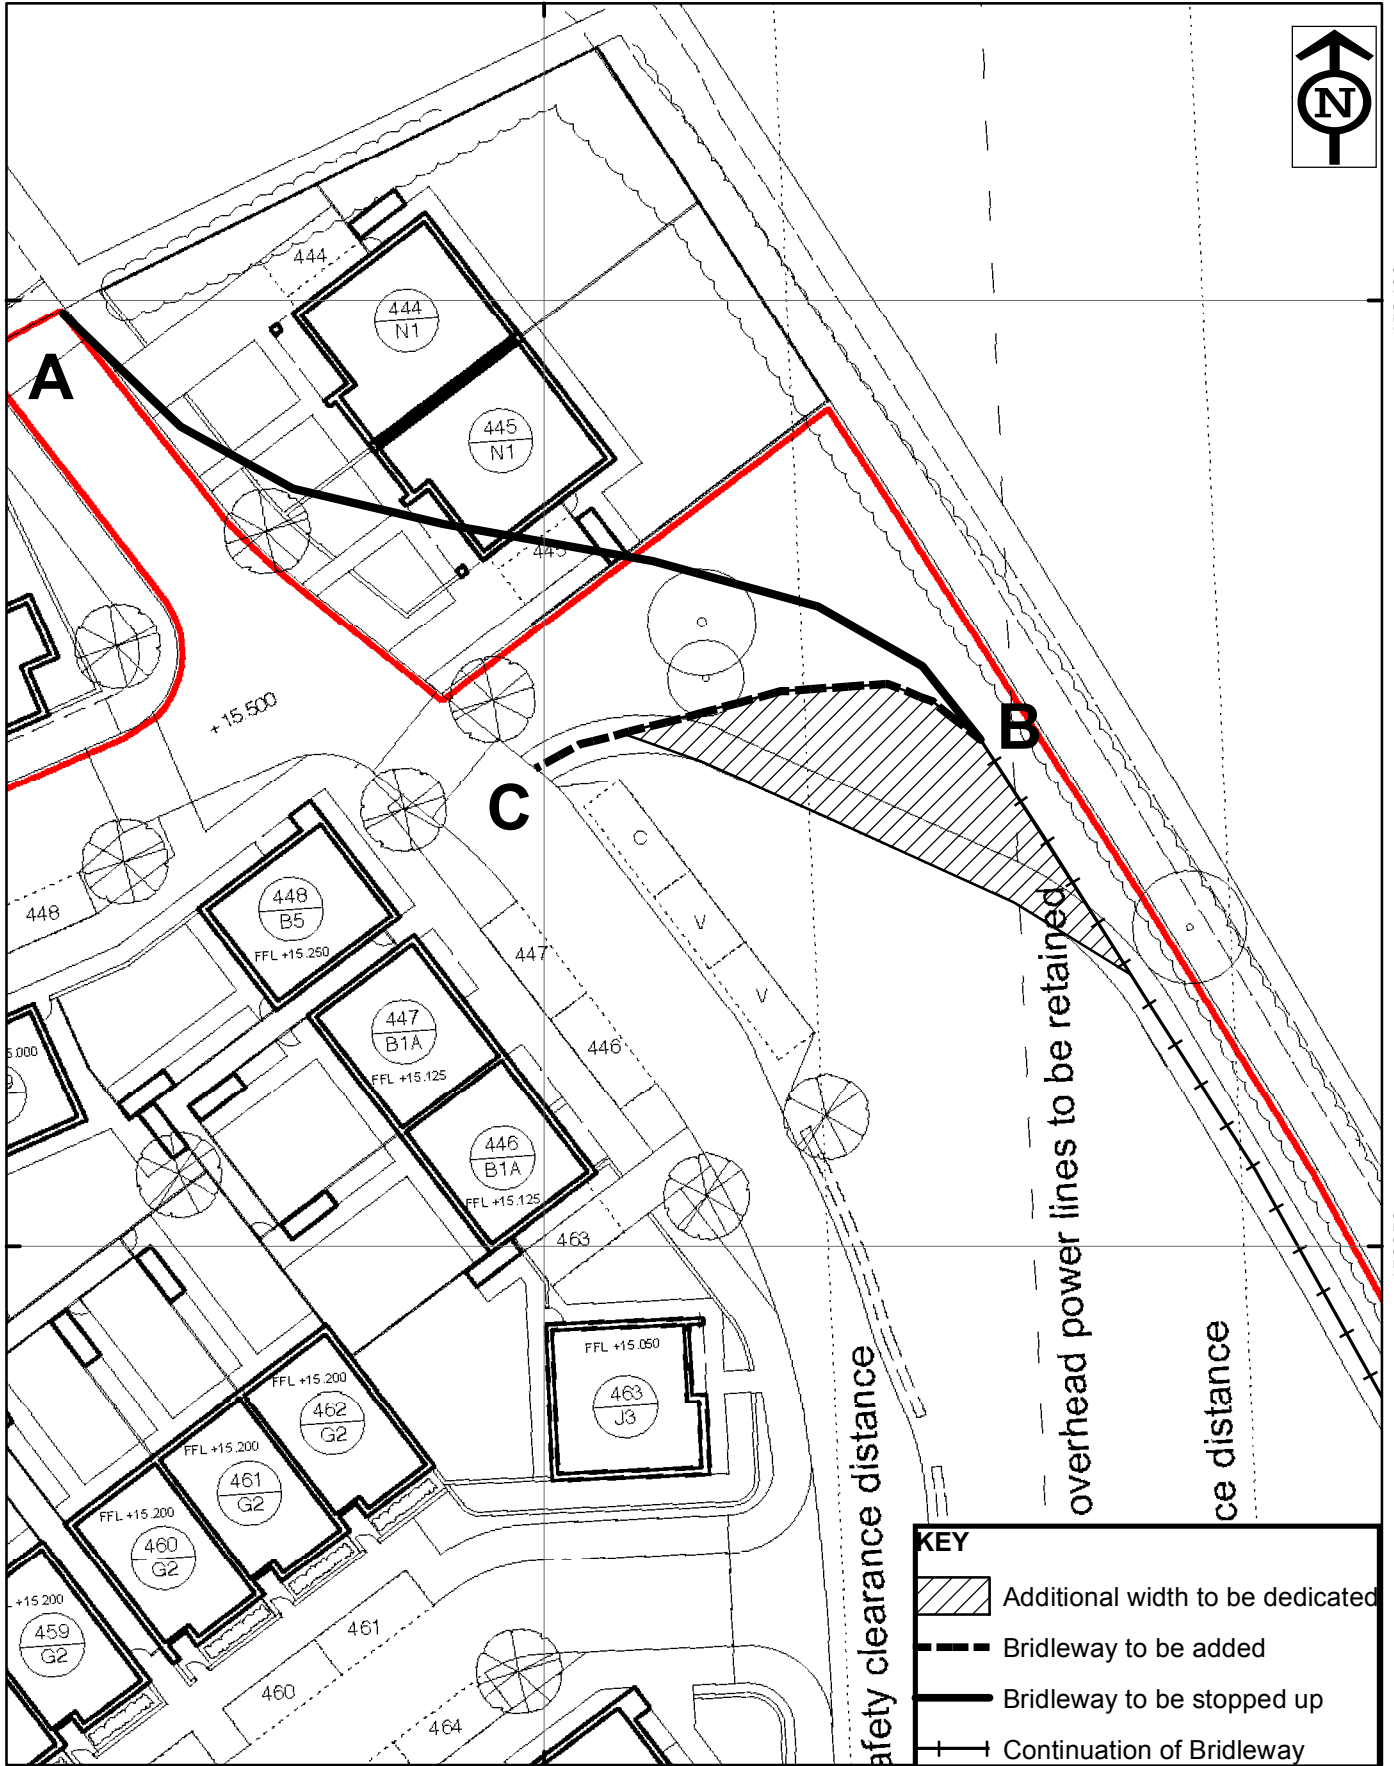 N
444
444
N1
A
445
N1
445
+ 15.500
B
C
448
B5
FFL +15.250
448
447
V
V
447
B1A
FFL +15.125
446
446
B1A
FFL +15.125
5.000
9
463
overhead power lines to be retained
FFL +15.050
463
J3
FFL +15.200
462
G2
FFL +15.200
461
G2
FFL +15.200
460
G2
+15.200
459
G2
461
460
464
afety clearance distance
ce distance
KEY
Additional width to be dedicated
Bridleway to be added
Bridleway to be stopped up
Continuation of Bridleway